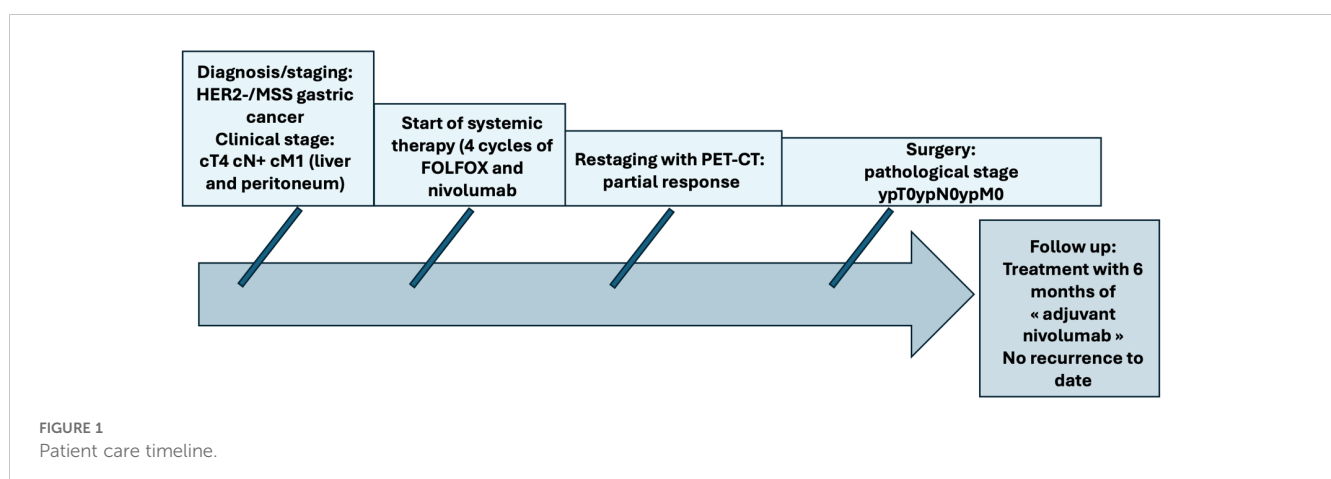 Diagnosis/staging:
HER2-/MSS gastric
cancer
Clinical stage:
cT4 cN+ cM1 (liver
and peritoneum)
Start of systemic
therapy (4 cycles of
FOLFOX and
nivolumab
Restaging with PET-CT:
partial response
Surgery:
pathological stage
ypT0ypN0ypM0
Follow up:
Treatment with 6
months of
« adjuvant
nivolumab »
No recurrence to
date
FIGURE 1
Patient care timeline.